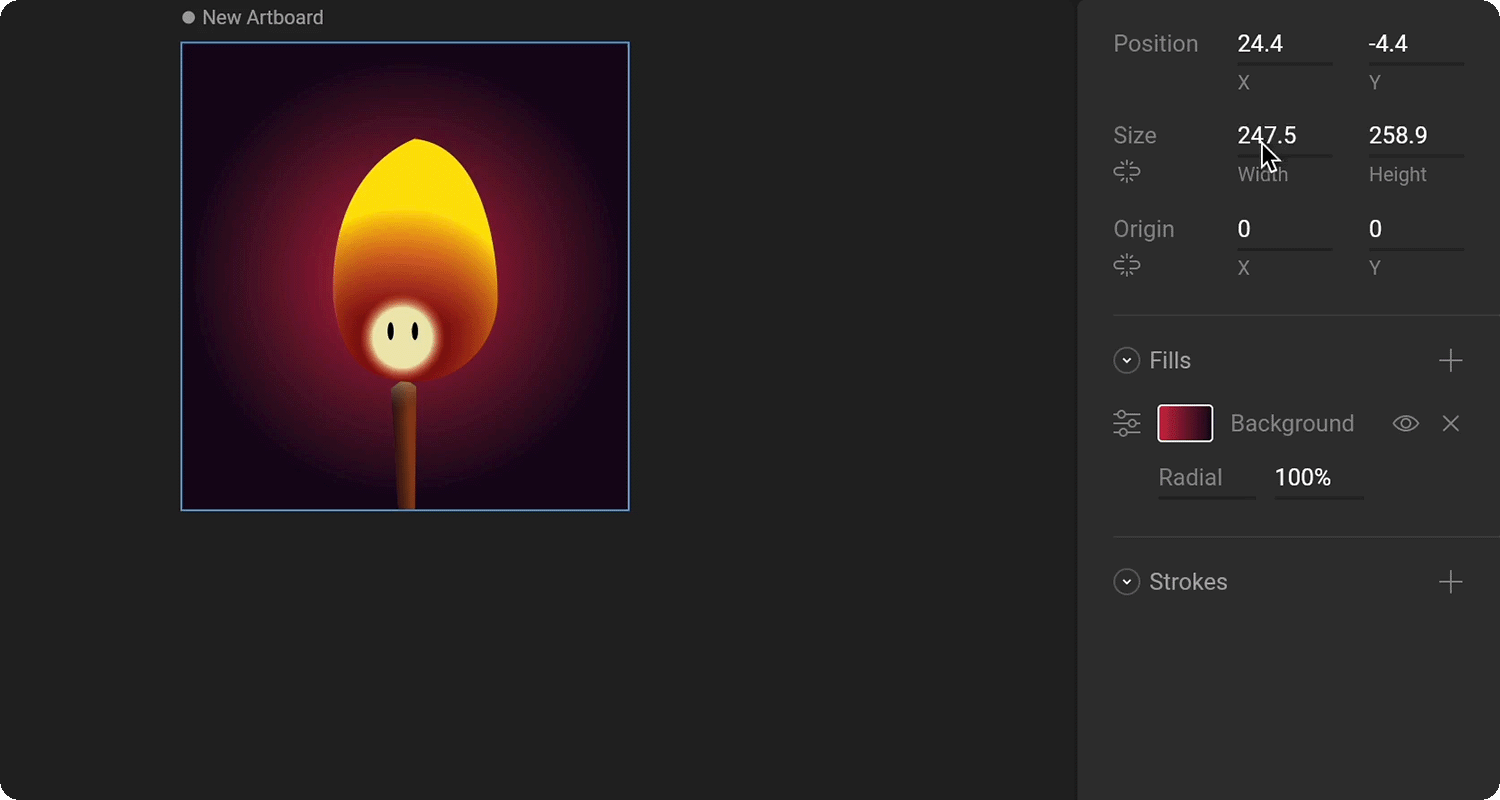 New Artboard
Position 24.4 -4.4
X Y
Size 247.5 258.9
Width Height
Origin 0 0
X Y
Fills
Background
Radial 100%
Strokes